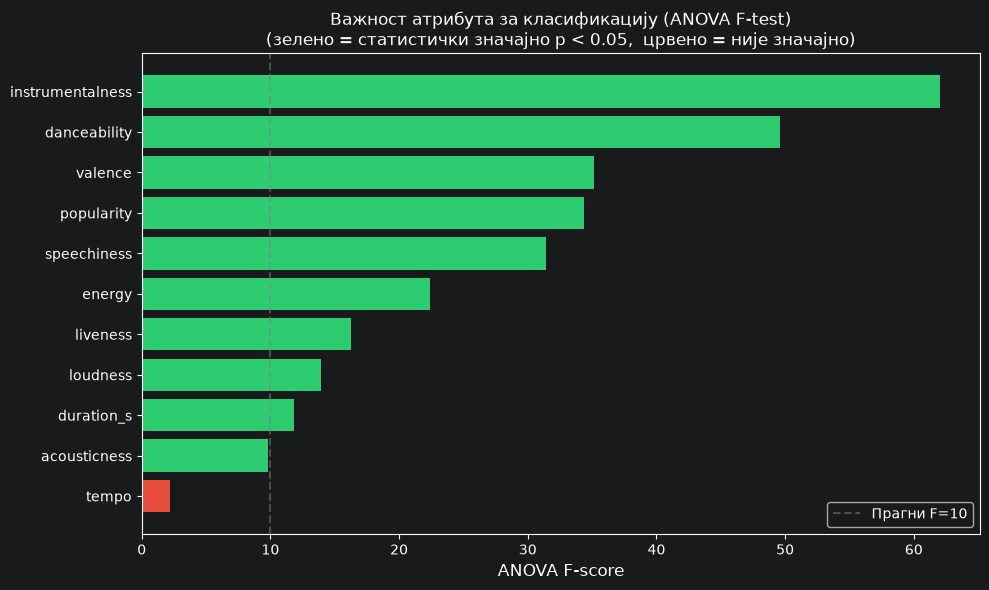 Важност атрибута за класификацију (ANOVA F-test)
(зелено = статистички значајно p < 0.05,  црвено = није значајно)
instrumentalness
danceability
valence
popularity
speechiness
energy
liveness
loudness
duration_s
acousticness
tempo
Прагни F=10
0 10 20 30 40 50 60
ANOVA F-score